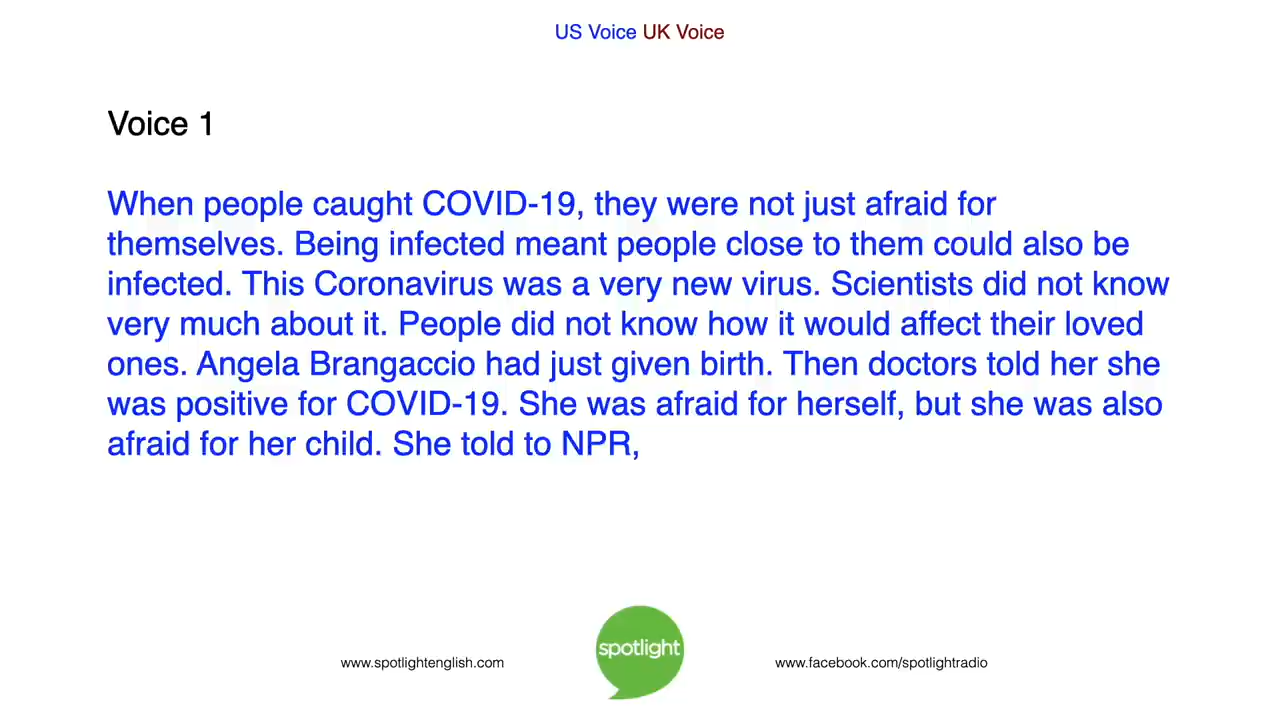 US Voice UK Voice
Voice 1
When people caught COVID-19, they were not just afraid for
themselves. Being infected meant people close to them could also be
infected. This Coronavirus was a very new virus. Scientists did not know
very much about it. People did not know how it would affect their loved
ones. Angela Brangaccio had just given birth. Then doctors told her she
was positive for COVID-19. She was afraid for herself, but she was also
afraid for her child. She told to NPR,
www.spotlightenglish.com
spotlight
www.facebook.com/spotlightradio